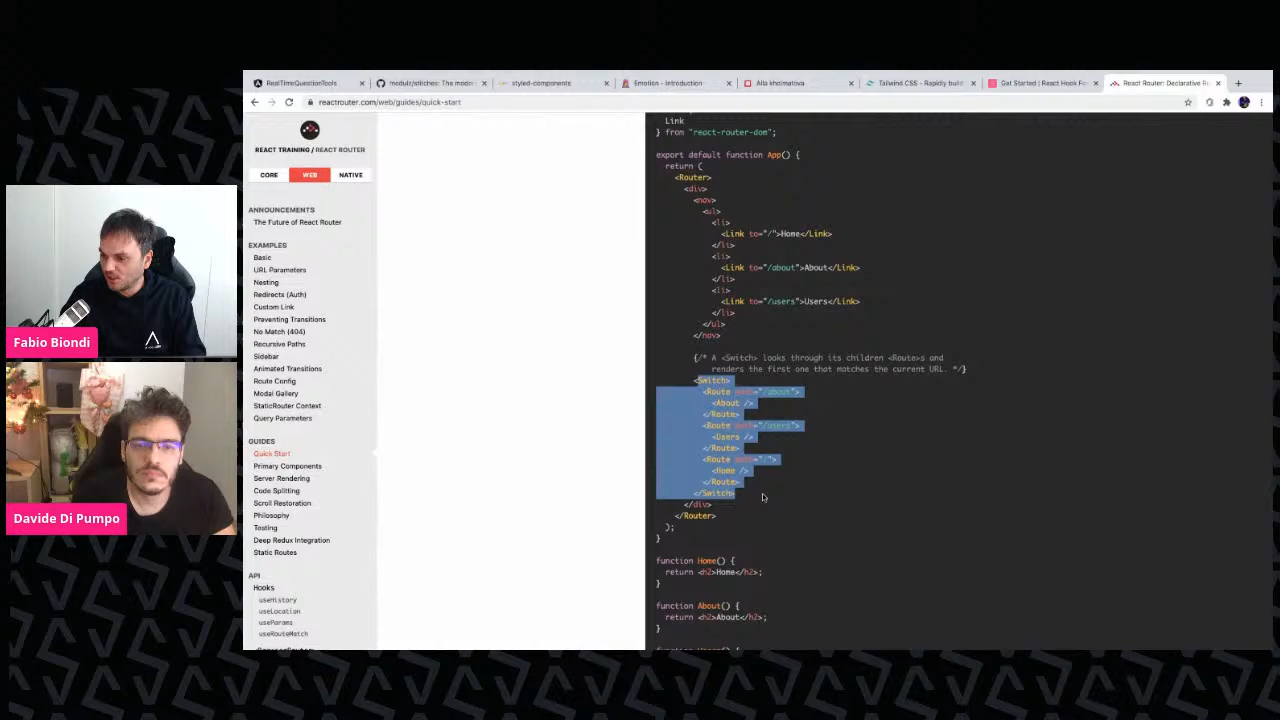 RealTimeQuestionTools
modulz/stitches: The mode
styled-components
Emotion - Introduction
Alla kholmatova
Tailwind CSS - Rapidly build
Get Started | React Hook Fo
React Router: Declarative R
reactrouter.com/web/guides/quick-start
REACT TRAINING / REACT ROUTER
CORE
WEB
NATIVE
ANNOUNCEMENTS
The Future of React Router
EXAMPLES
Basic
URL Parameters
Nesting
Redirects (Auth)
Custom Link
Preventing Transitions
No Match (404)
Recursive Paths
Sidebar
Animated Transitions
Route Config
Modal Gallery
StaticRouter Context
Query Parameters
GUIDES
Quick Start
Primary Components
Server Rendering
Code Splitting
Scroll Restoration
Philosophy
Testing
Deep Redux Integration
Static Routes
API
Hooks
useHistory
useLocation
useParams
useRouteMatch
Link
} from "react-router-dom";
export default function App() {
return (
<Router>
<div>
<nav>
<ul>
<li>
<Link to="/">Home</Link>
</li>
<li>
<Link to="/about">About</Link>
</li>
<li>
<Link to="/users">Users</Link>
</li>
</ul>
</nav>
{/* A <Switch> looks through its children <Route>s and
renders the first one that matches the current URL. */}
<Switch>
<Route path="/about">
<About />
</Route>
<Route path="/users">
<Users />
</Route>
<Route path="/">
<Home />
</Route>
</Switch>
</div>
</Router>
);
}
function Home() {
return <h2>Home</h2>;
}
function About() {
return <h2>About</h2>;
}
Fabio Biondi
Davide Di Pumpo